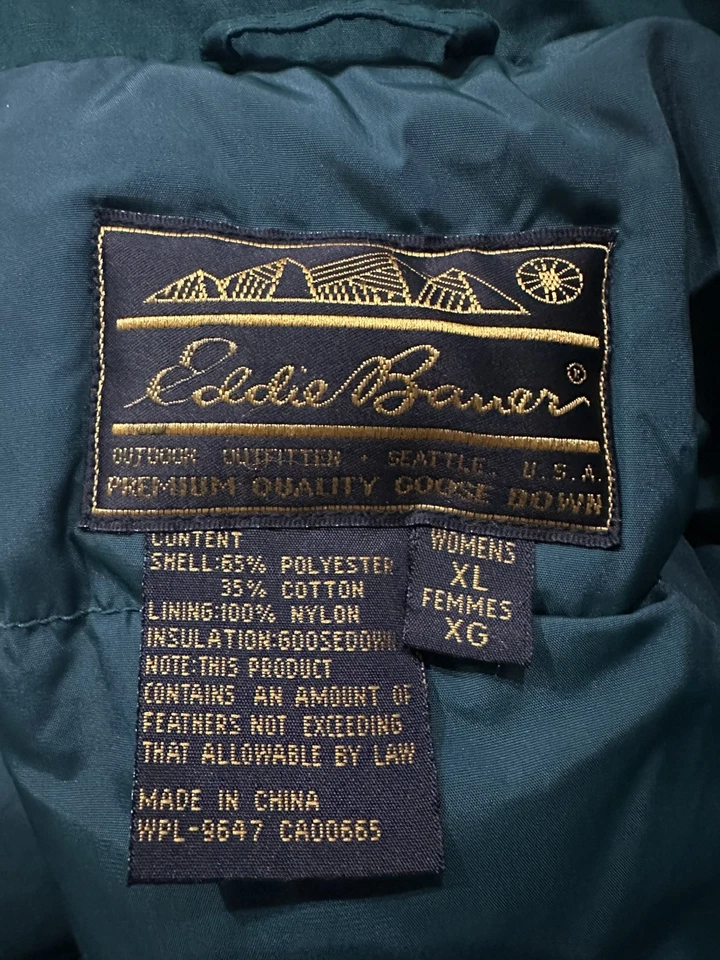 Eddie Bauer®
OUTDOOR OUTFITTER · SEATTLE, U.S.A.
PREMIUM QUALITY GOOSE DOWN
CONTENT
SHELL:65% POLYESTER
35% COTTON
LINING:100% NYLON
INSULATION:GOOSEDOWN
NOTE:THIS PRODUCT
CONTAINS AN AMOUNT OF
FEATHERS NOT EXCEEDING
THAT ALLOWABLE BY LAW
MADE IN CHINA
WPL-9647 CA00665
WOMENS
XL
FEMMES
XG